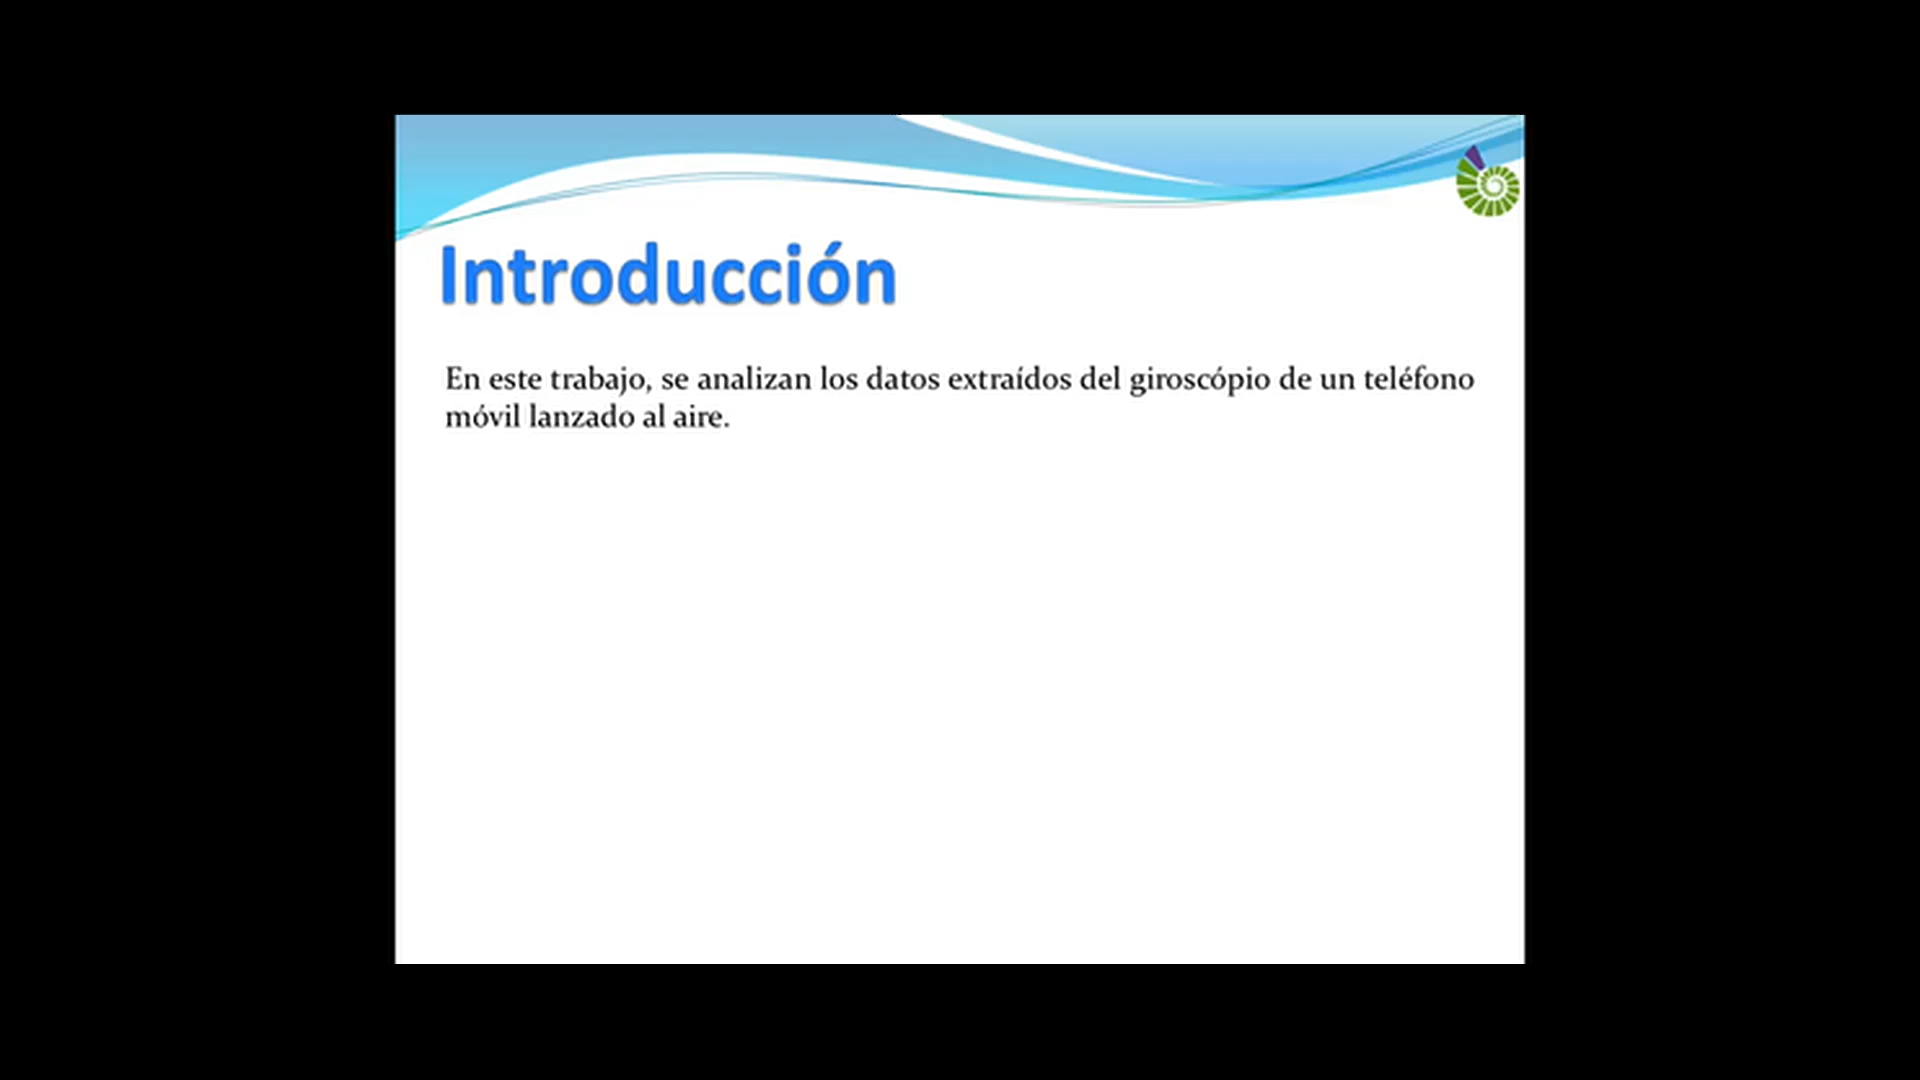 Introducción
En este trabajo, se analizan los datos extraídos del giroscópio de un teléfono
móvil lanzado al aire.